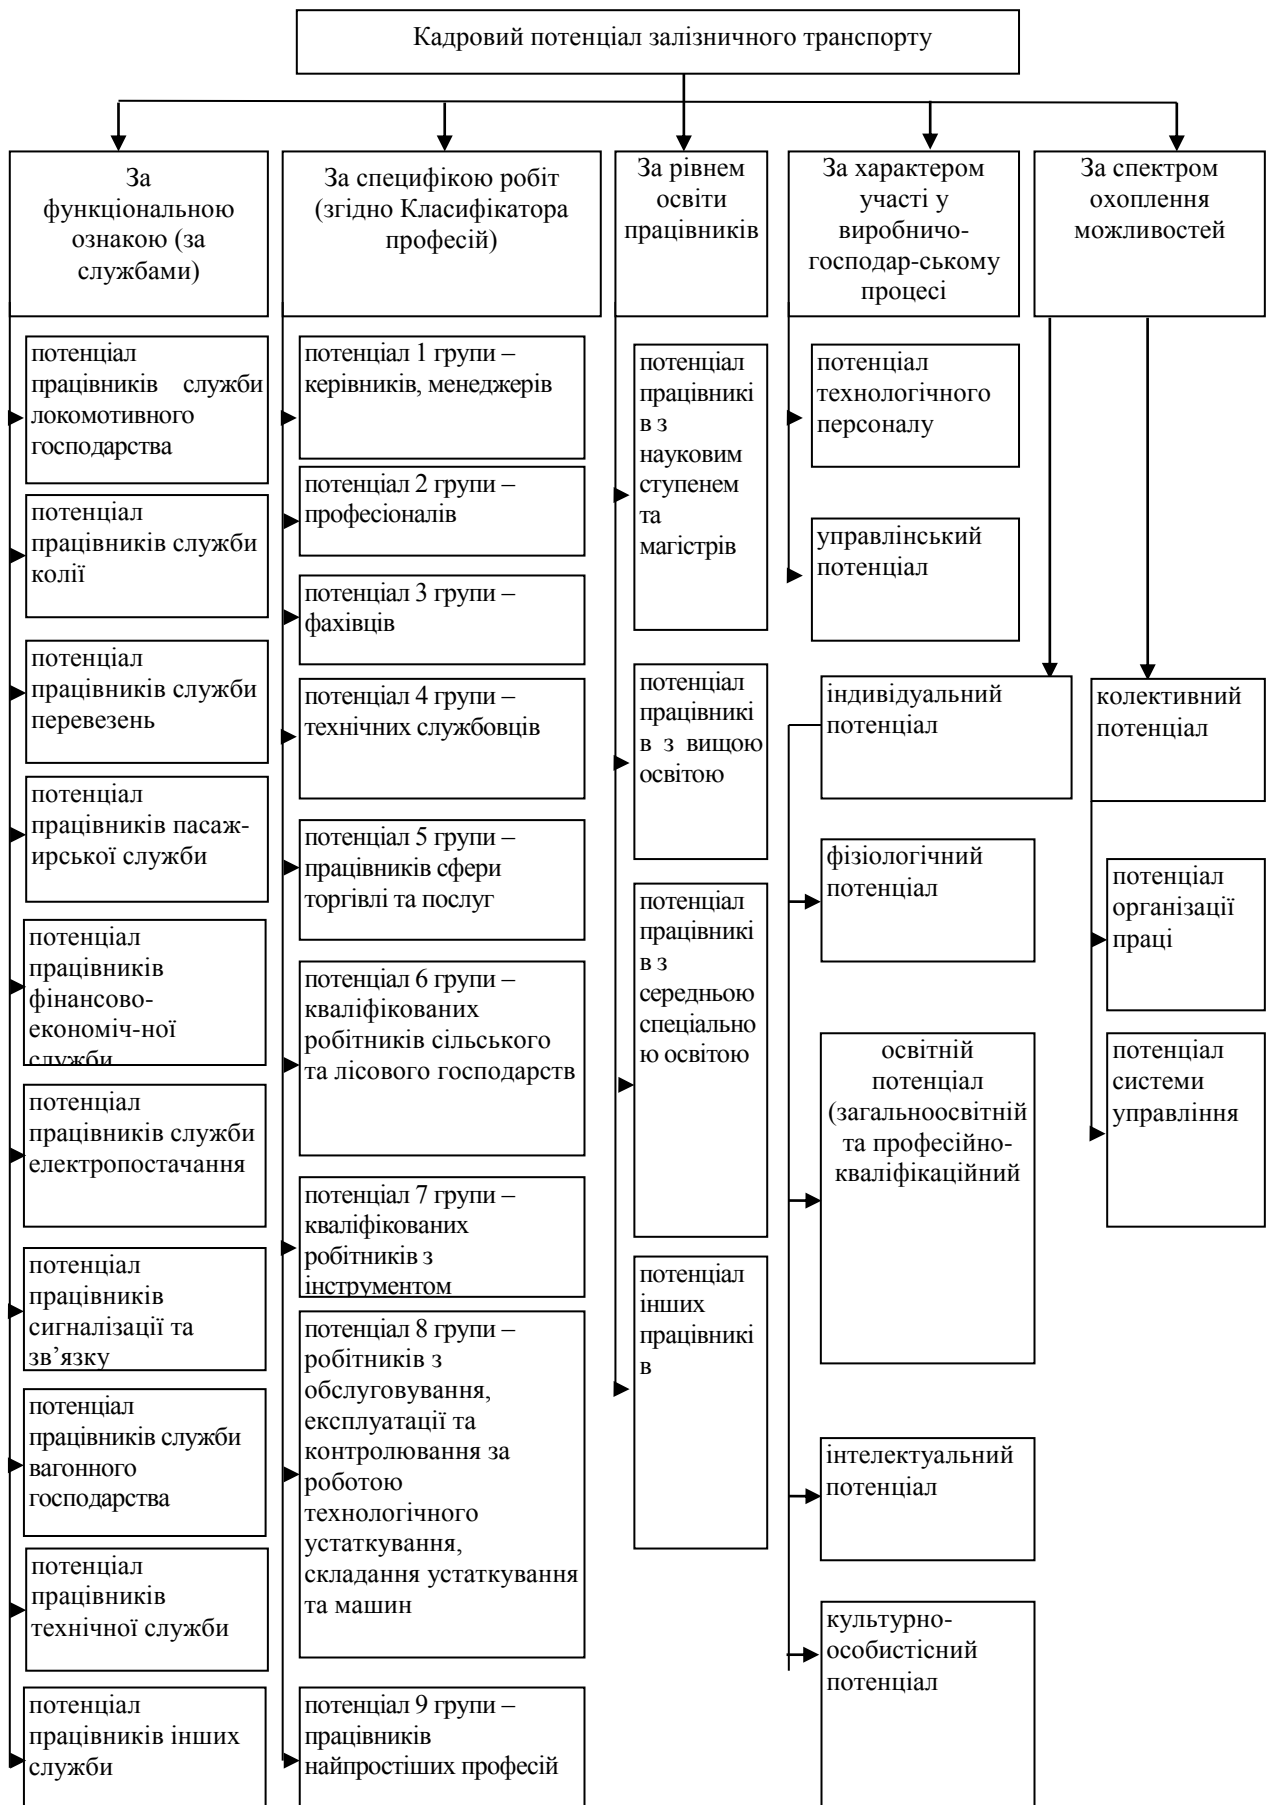 Кадровий потенціал залізничного транспорту
За
функціональною
ознакою (за
службами)
За специфікою робіт
(згідно Класифікатора
професій)
За рівнем
освіти
працівників
За характером
участі у
виробничо-
господар-ському
процесі
За спектром
охоплення
можливостей
потенціал
працівників служби
локомотивного
господарства
потенціал
працівників служби
колії
потенціал
працівників служби
перевезень
потенціал
працівників пасаж-
ирської служби
потенціал
працівників
фінансово-
економіч-ної
служби
потенціал
працівників служби
електропостачання
потенціал
працівників
сигналізації та
зв’язку
потенціал
працівників служби
вагонного
господарства
потенціал
працівників
технічної служби
потенціал
працівників інших
служби
потенціал 1 групи –
керівників, менеджерів
потенціал 2 групи –
професіоналів
потенціал 3 групи –
фахівців
потенціал 4 групи –
технічних службовців
потенціал 5 групи –
працівників сфери
торгівлі та послуг
потенціал 6 групи –
кваліфікованих
робітників сільського
та лісового господарств
потенціал 7 групи –
кваліфікованих
робітників з
інструментом
потенціал 8 групи –
робітників з
обслуговування,
експлуатації та
контролювання за
роботою
технологічного
устаткування,
складання устаткування
та машин
потенціал 9 групи –
працівників
найпростіших професій
потенціал
працівникі
в з
науковим
ступенем
та
магістрів
потенціал
працівникі
в з вищою
освітою
потенціал
працівникі
в з
середньою
спеціально
ю освітою
потенціал
інших
працівникі
в
потенціал
технологічного
персоналу
управлінський
потенціал
індивідуальний
потенціал
фізіологічний
потенціал
освітній
потенціал
(загальноосвітній
та професійно-
кваліфікаційний
інтелектуальний
потенціал
культурно-
особистісний
потенціал
колективний
потенціал
потенціал
організації
праці
потенціал
системи
управління